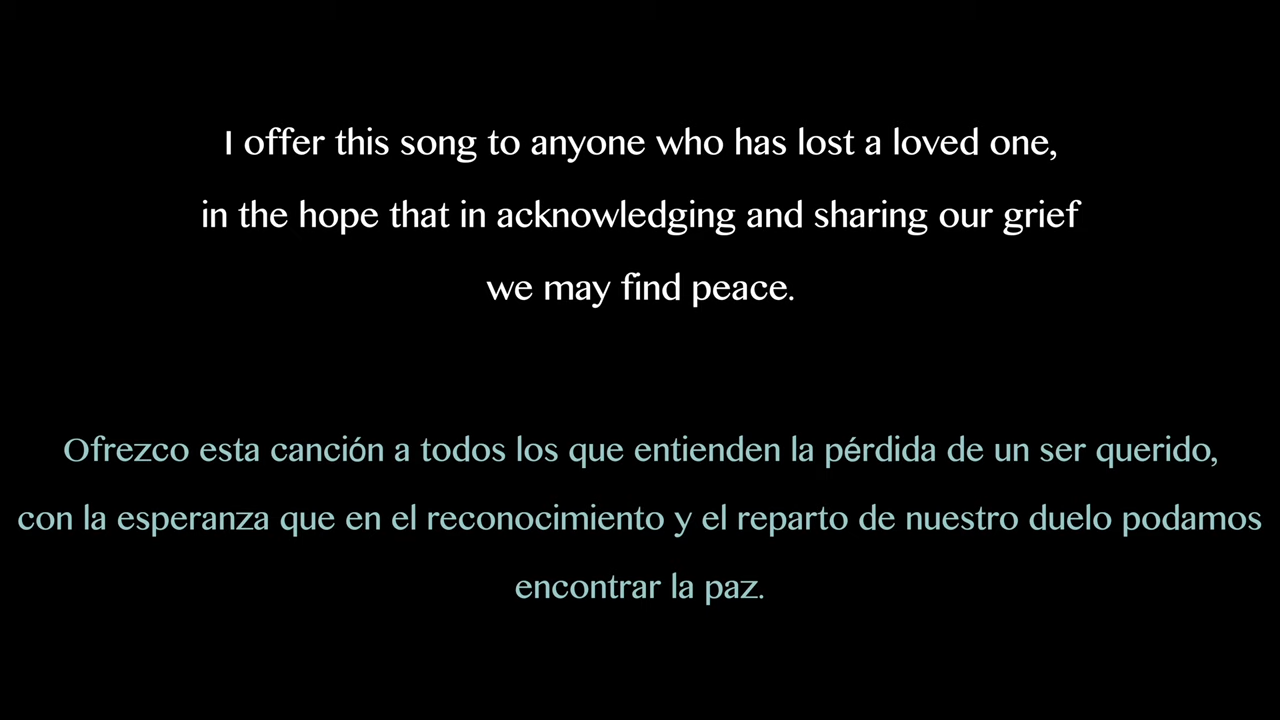 I offer this song to anyone who has lost a loved one,
in the hope that in acknowledging and sharing our grief
we may find peace.
Ofrezco esta canción a todos los que entienden la pérdida de un ser querido,
con la esperanza que en el reconocimiento y el reparto de nuestro duelo podamos
encontrar la paz.